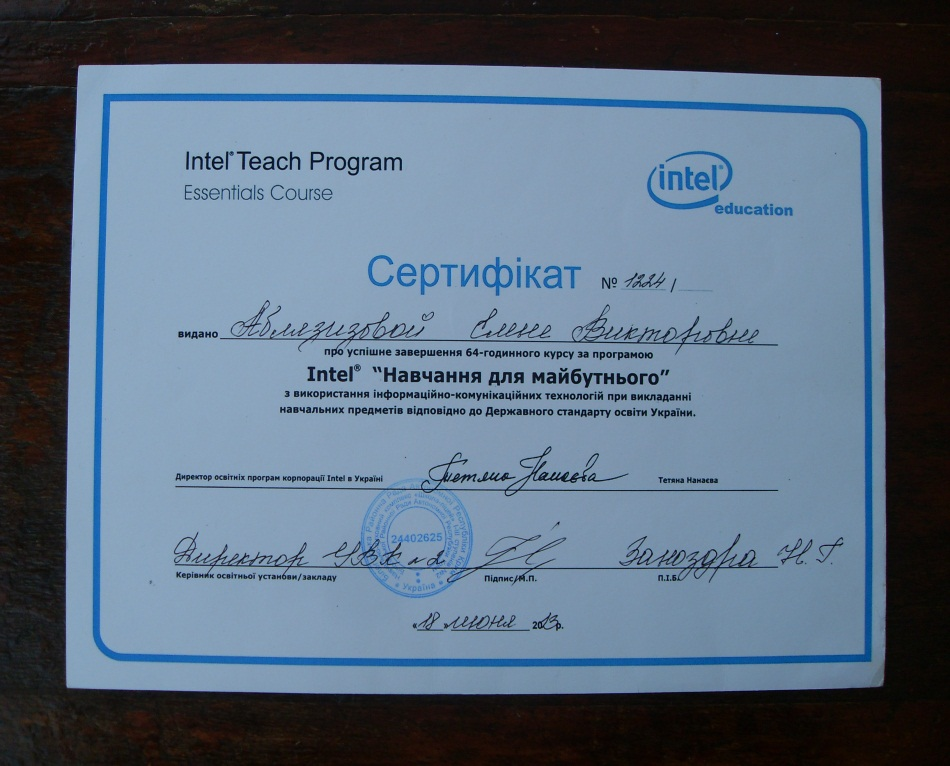 Intel® Teach Program
Essentials Course
intel®
education
Сертифікат № 1224/
видано Аблязизовой Елене Викторовне
про успішне завершення 64-годинного курсу за програмою
Intel® “Навчання для майбутнього”
з використання інформаційно-комунікаційних технологій при викладанні
навчальних предметів відповідно до Державного стандарту освіти України.
Директор освітніх програм корпорації Intel в Україні Тетяна Нанаєва Тетяна Нанаєва
24402625
Україна
Директор УВК №2 Заноздра Н.Г.
Керівник освітньої установи/закладу Підпис/М.П. П.І.Б.
«18» июня 2013р.